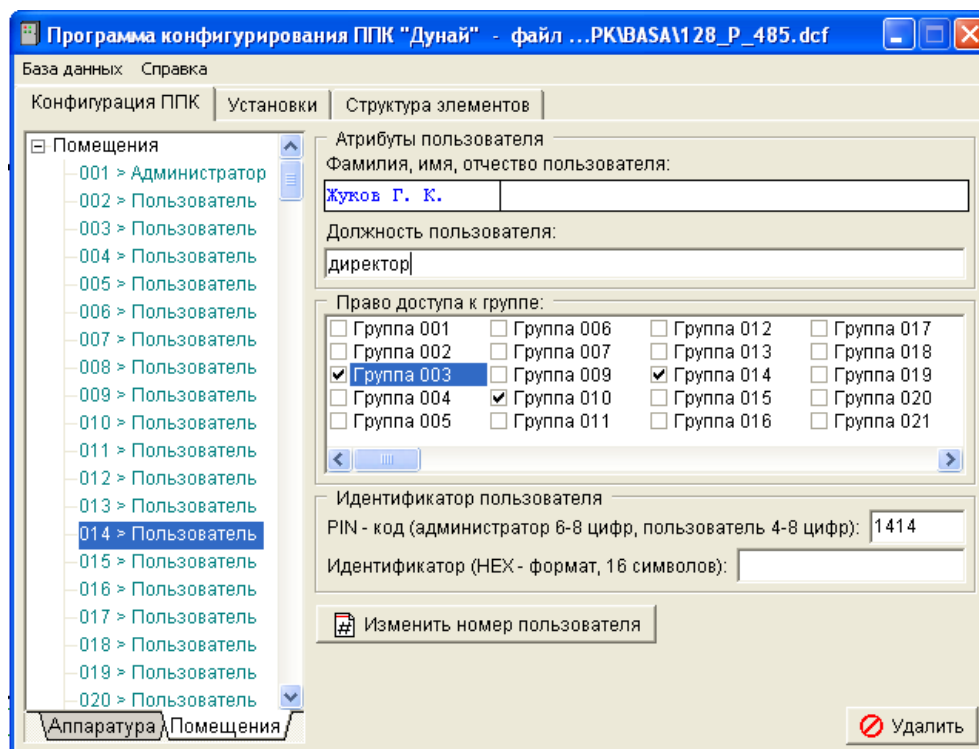 Программа конфигурирования ППК "Дунай" - файл ...PK\BASA\128_P_485.dcf
База данных Справка
Конфигурация ППК Установки Структура элементов
Помещения
001 > Администратор
002 > Пользователь
003 > Пользователь
004 > Пользователь
005 > Пользователь
006 > Пользователь
007 > Пользователь
008 > Пользователь
009 > Пользователь
010 > Пользователь
011 > Пользователь
012 > Пользователь
013 > Пользователь
014 > Пользователь
015 > Пользователь
016 > Пользователь
017 > Пользователь
018 > Пользователь
019 > Пользователь
020 > Пользователь
Аппаратура Помещения
Атрибуты пользователя
Фамилия, имя, отчество пользователя:
Жуков Г. К.
Должность пользователя:
директор
Право доступа к группе:
Группа 001 Группа 006 Группа 012 Группа 017
Группа 002 Группа 007 Группа 013 Группа 018
Группа 003 Группа 009 Группа 014 Группа 019
Группа 004 Группа 010 Группа 015 Группа 020
Группа 005 Группа 011 Группа 016 Группа 021
Идентификатор пользователя
PIN - код (администратор 6-8 цифр, пользователь 4-8 цифр): 1414
Идентификатор (HEX - формат, 16 символов):
Изменить номер пользователя
Удалить